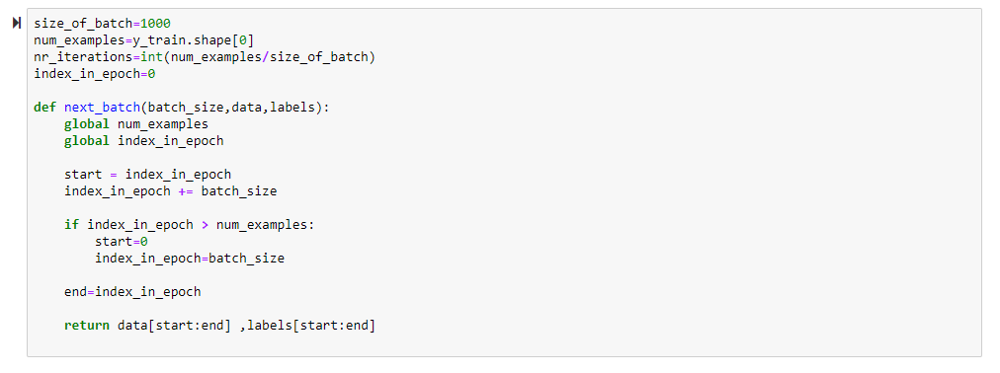 size_of_batch=1000
num_examples=y_train.shape[0]
nr_iterations=int(num_examples/size_of_batch)
index_in_epoch=0
def next_batch(batch_size,data,labels):
    global num_examples
    global index_in_epoch
    start = index_in_epoch
    index_in_epoch += batch_size
    if index_in_epoch > num_examples:
        start=0
        index_in_epoch=batch_size
    end=index_in_epoch
    return data[start:end] ,labels[start:end]